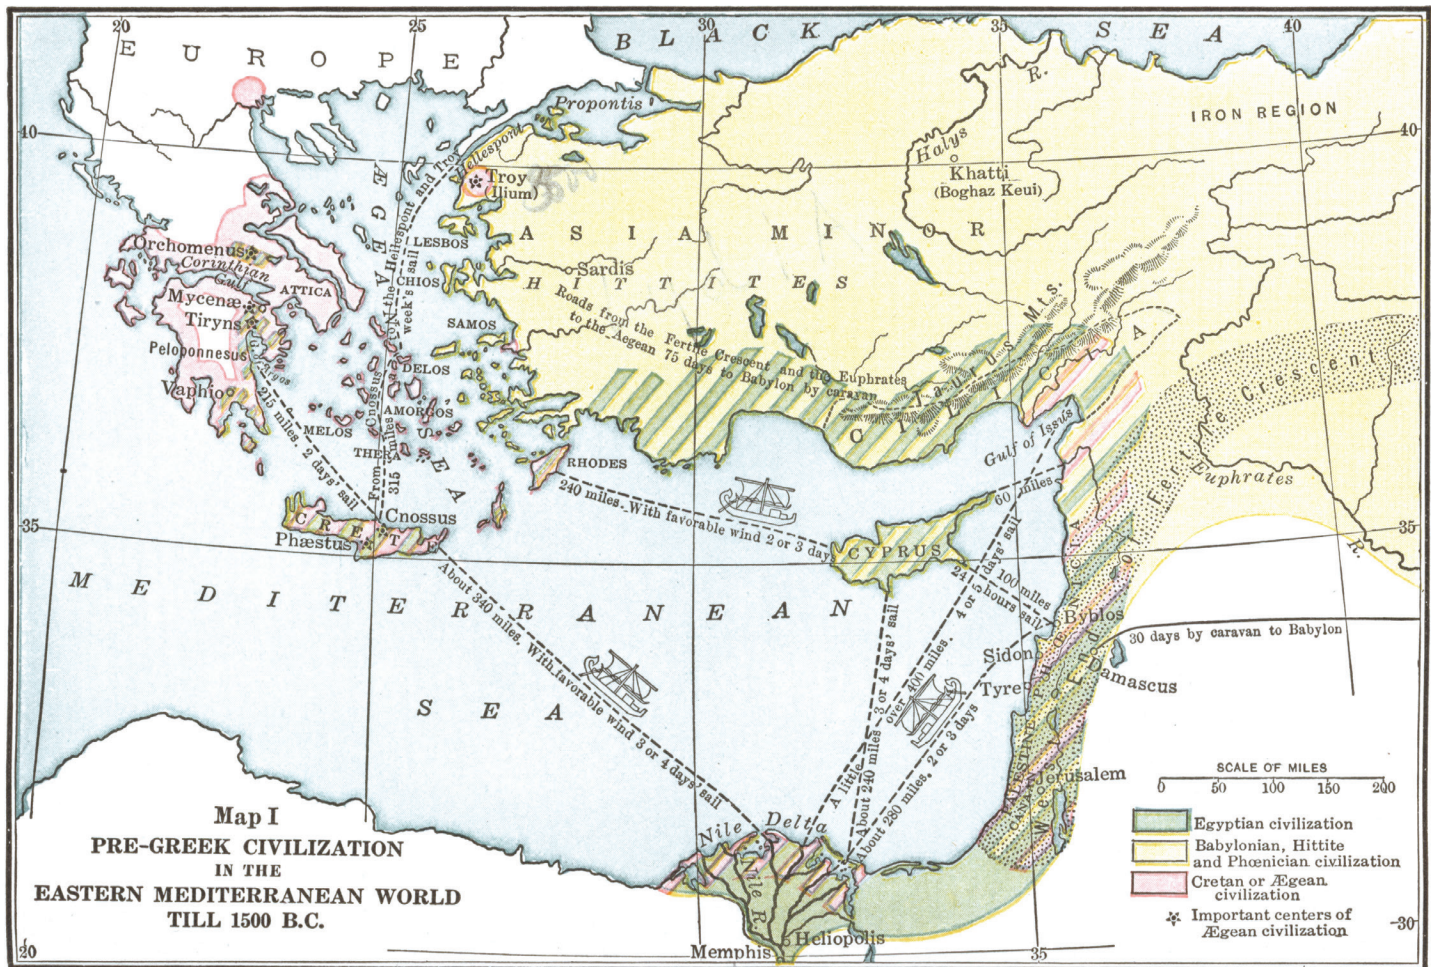 EUROPE
BLACK SEA
20
25
35
40
40
40
Propontis
Hellespont
Troy
(Ilium)
IRON REGION
Halys
R.
Khatti
(Boghaz Keui)
ÆGEAN
SEA
ASIA MINOR
HITTITES
Sardis
LESBOS
CHIOS
SAMOS
DELOS
AMORGOS
MELOS
THERA
RHODES
Orchomenus
Corinthian
Gulf
ATTICA
Mycenæ
Tiryns
G. of Argos
Peloponnesus
Vaphio
Roads from the Fertile Crescent and the Euphrates
to the Aegean 75 days to Babylon by caravan
Taurus Mts.
CILICIA
Gulf of Issus
Fertile Crescent
Euphrates
R.
From Cnossus to the Hellespont and Troy
315 miles. No week's sail
215 miles. 2 days' sail
240 miles. With favorable wind 2 or 3 days
60 miles
35
35
CRETE
Cnossus
Phæstus
CYPRUS
MEDITERRANEAN
SEA
About 340 miles. With favorable wind 3 or 4 days' sail
A little over 400 miles. 4 or 5 days' sail
About 240 miles 3 or 4 days' sail
About 280 miles. 2 or 3 days
100 miles
24 hours sail
Byblos
30 days by caravan to Babylon
Sidon
Damascus
Tyre
West End of
PALESTINE
Jerusalem
Nile Delta
Nile R.
Heliopolis
Memphis
Map I
PRE-GREEK CIVILIZATION
IN THE
EASTERN MEDITERRANEAN WORLD
TILL 1500 B.C.
SCALE OF MILES
0 50 100 150 200
Egyptian civilization
Babylonian, Hittite
and Phœnician civilization
Cretan or Ægean
civilization
Important centers of
Ægean civilization
30
20
25
30
35